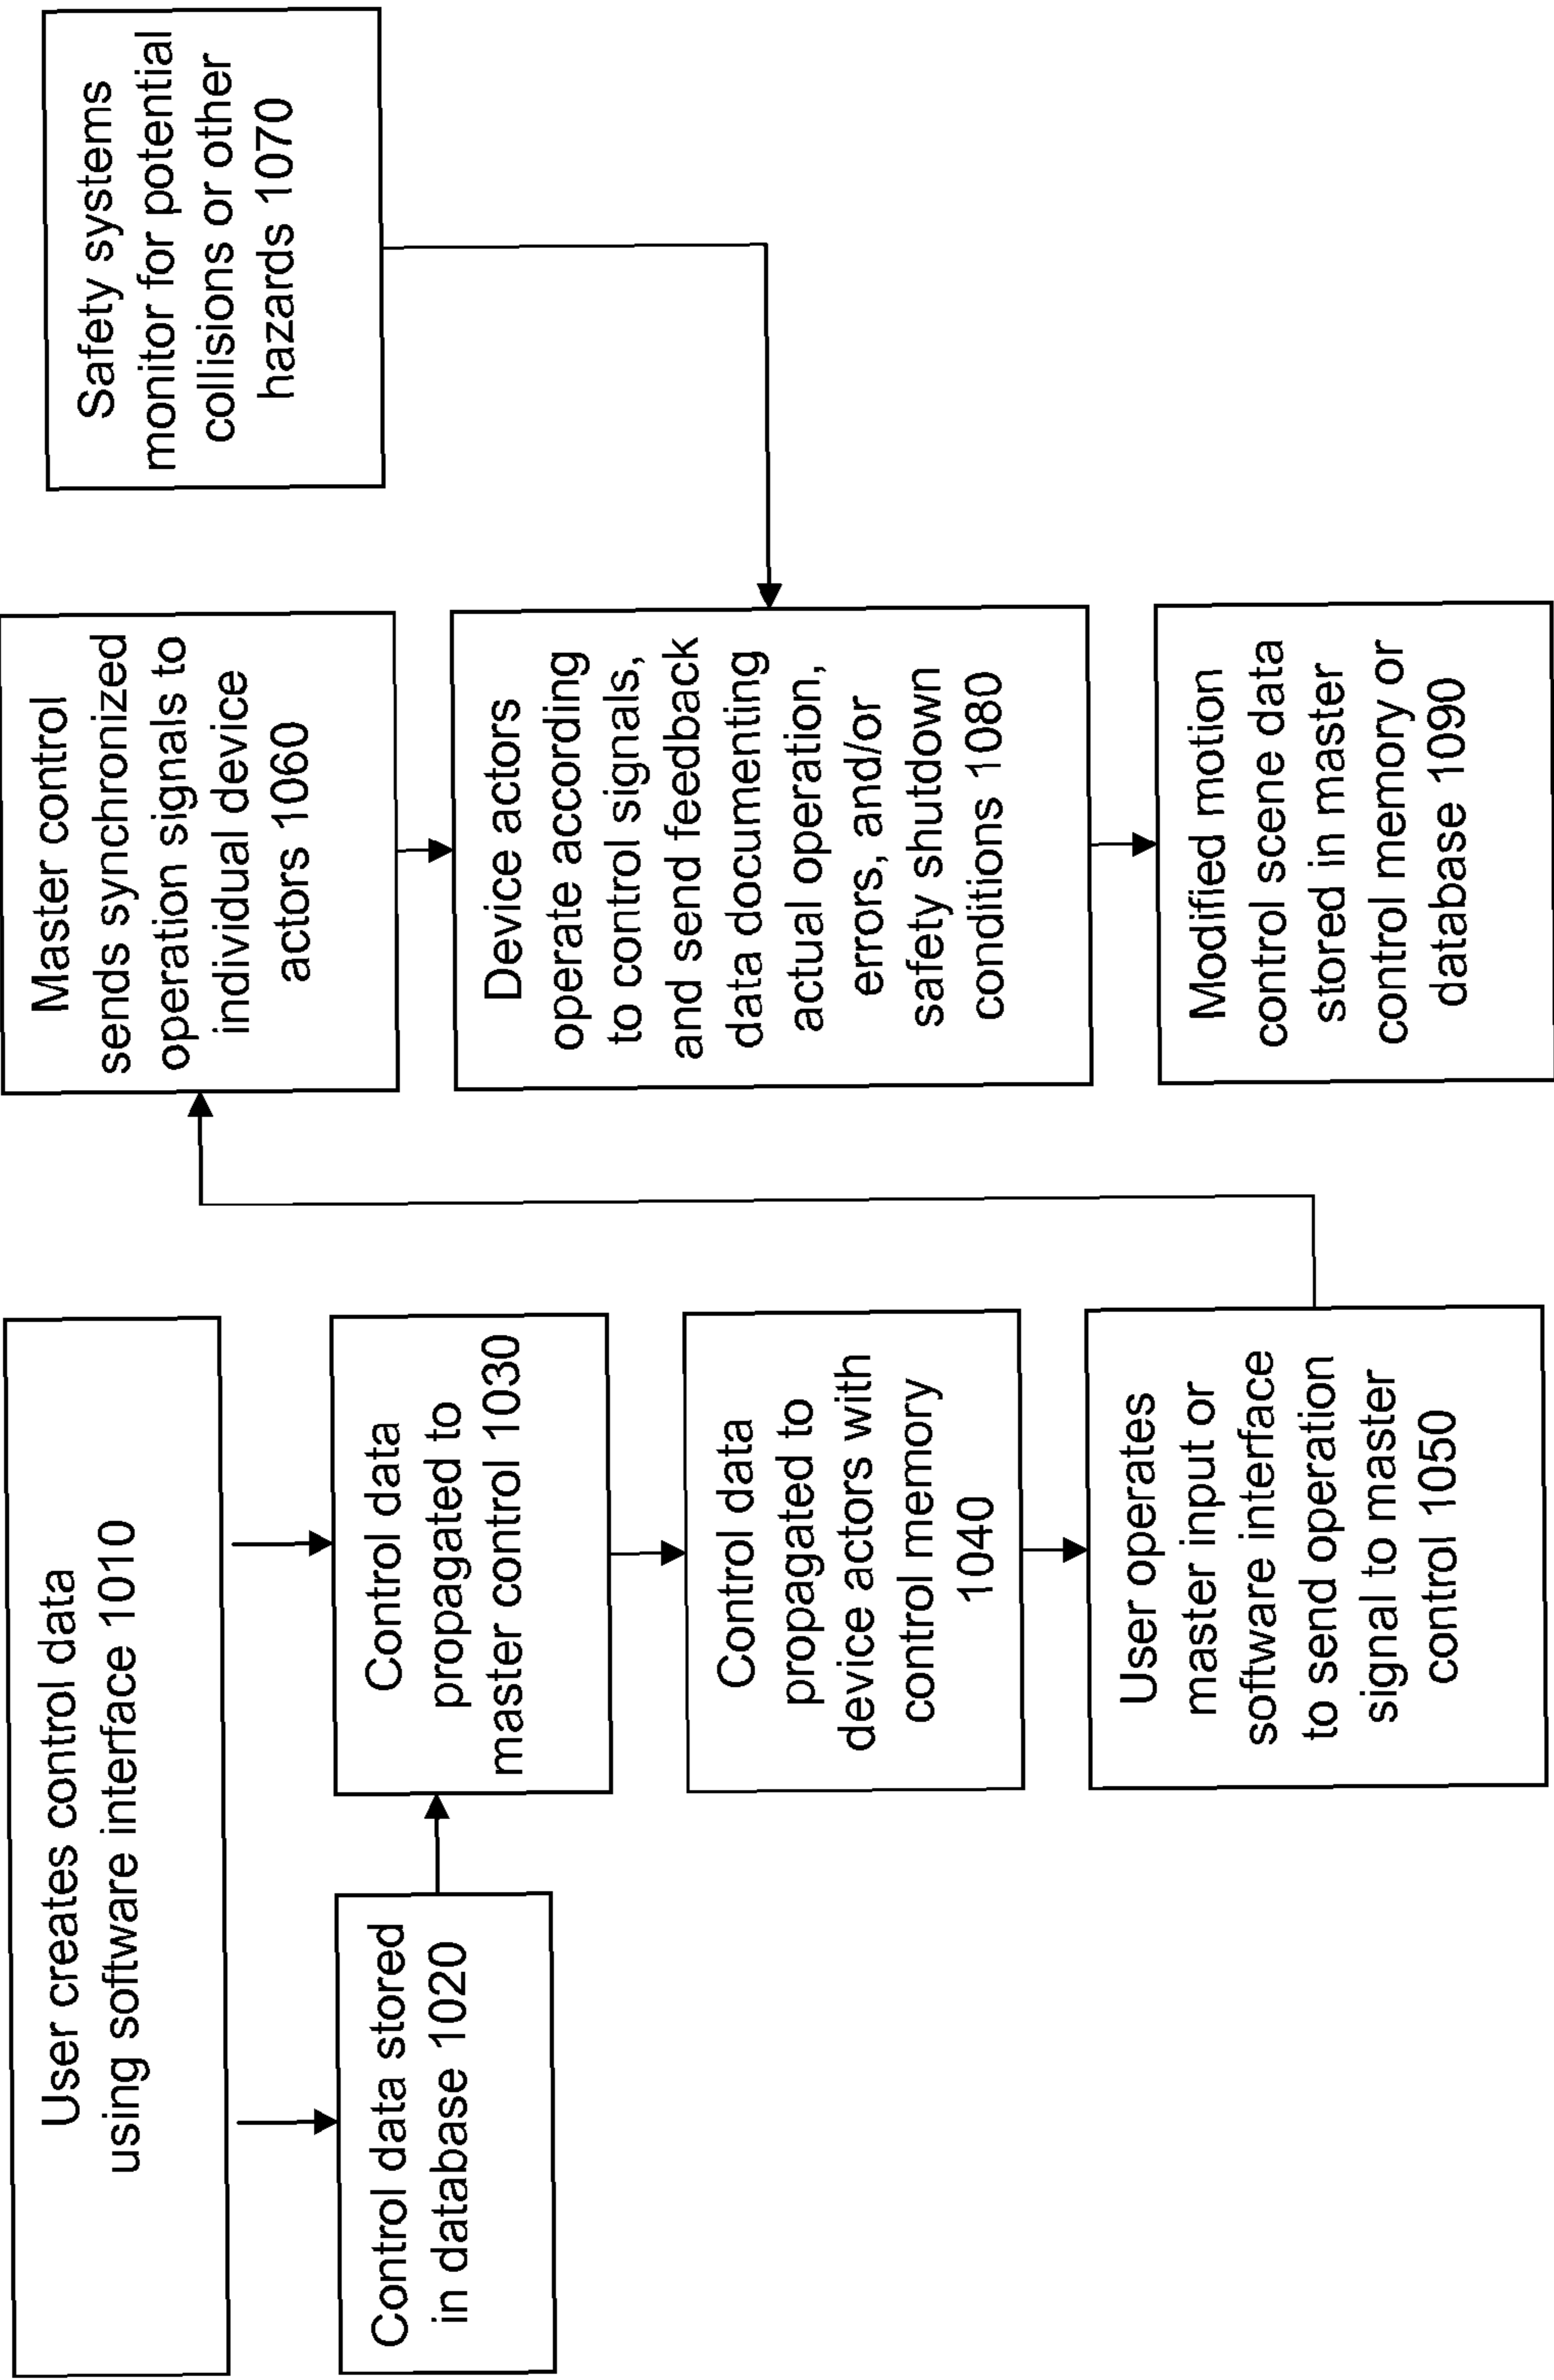 User creates control data
using software interface 1010
Control data stored
in database 1020
Control data
propagated to
master control 1030
Control data
propagated to
device actors with
control memory
1040
User operates
master input or
software interface
to send operation
signal to master
control 1050
Master control
sends synchronized
operation signals to
individual device
actors 1060
Safety systems
monitor for potential
collisions or other
hazards 1070
Device actors
operate according
to control signals,
and send feedback
data documenting
actual operation,
errors, and/or
safety shutdown
conditions 1080
Modified motion
control scene data
stored in master
control memory or
database 1090